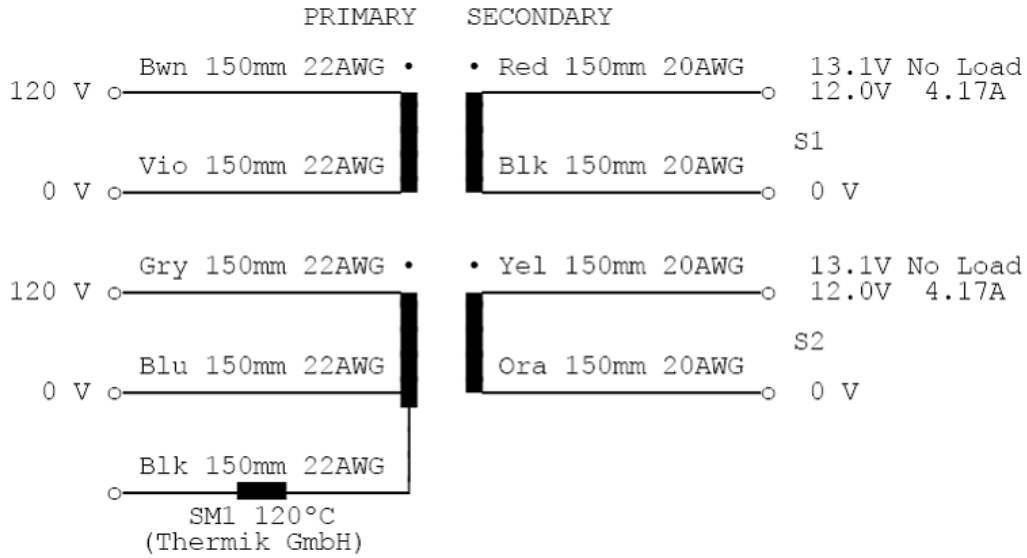 PRIMARY SECONDARY
Bwn 150mm 22AWG • • Red 150mm 20AWG 13.1V No Load
120 V 12.0V 4.17A
S1
Vio 150mm 22AWG Blk 150mm 20AWG
0 V 0 V
Gry 150mm 22AWG • • Yel 150mm 20AWG 13.1V No Load
120 V 12.0V 4.17A
S2
Blu 150mm 22AWG Ora 150mm 20AWG
0 V 0 V
Blk 150mm 22AWG
SM1 120°C
(Thermik GmbH)